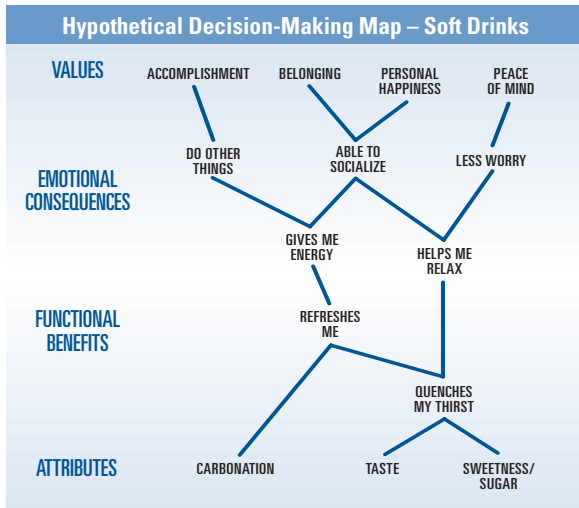 Hypothetical Decision-Making Map – Soft Drinks
VALUES
ACCOMPLISHMENT
BELONGING
PERSONAL
HAPPINESS
PEACE
OF MIND
DO OTHER
THINGS
ABLE TO
SOCIALIZE
LESS WORRY
EMOTIONAL
CONSEQUENCES
GIVES ME
ENERGY
HELPS ME
RELAX
FUNCTIONAL
BENEFITS
REFRESHES
ME
QUENCHES
MY THIRST
ATTRIBUTES
CARBONATION
TASTE
SWEETNESS/
SUGAR